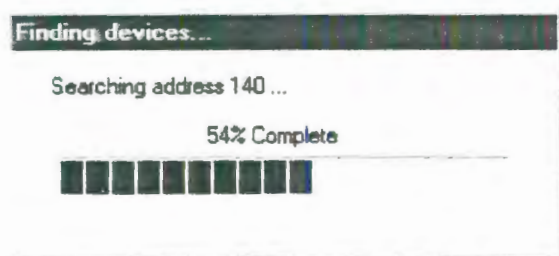 Finding devices...
Searching address 140 ...
54% Complete